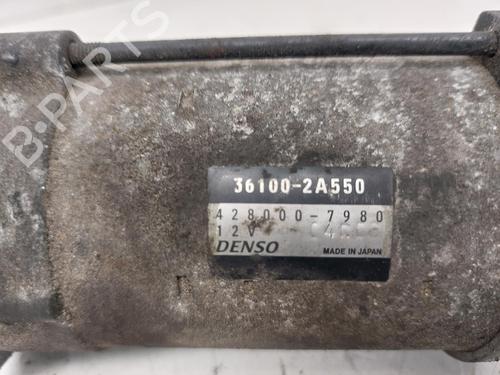 B-PARTS
36100-2A550
428000-7980
12V
DENSO MADE IN JAPAN